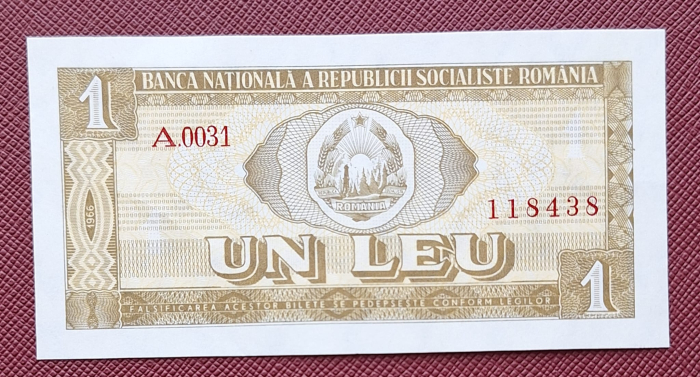 1
BANCA NAȚIONALĂ A REPUBLICII SOCIALISTE ROMÂNIA
A.0031
1966
ROMANIA
118438
UN LEU
1
FALSIFICAREA ACESTOR BILETE SE PEDEPSEȘTE CONFORM LEGILOR